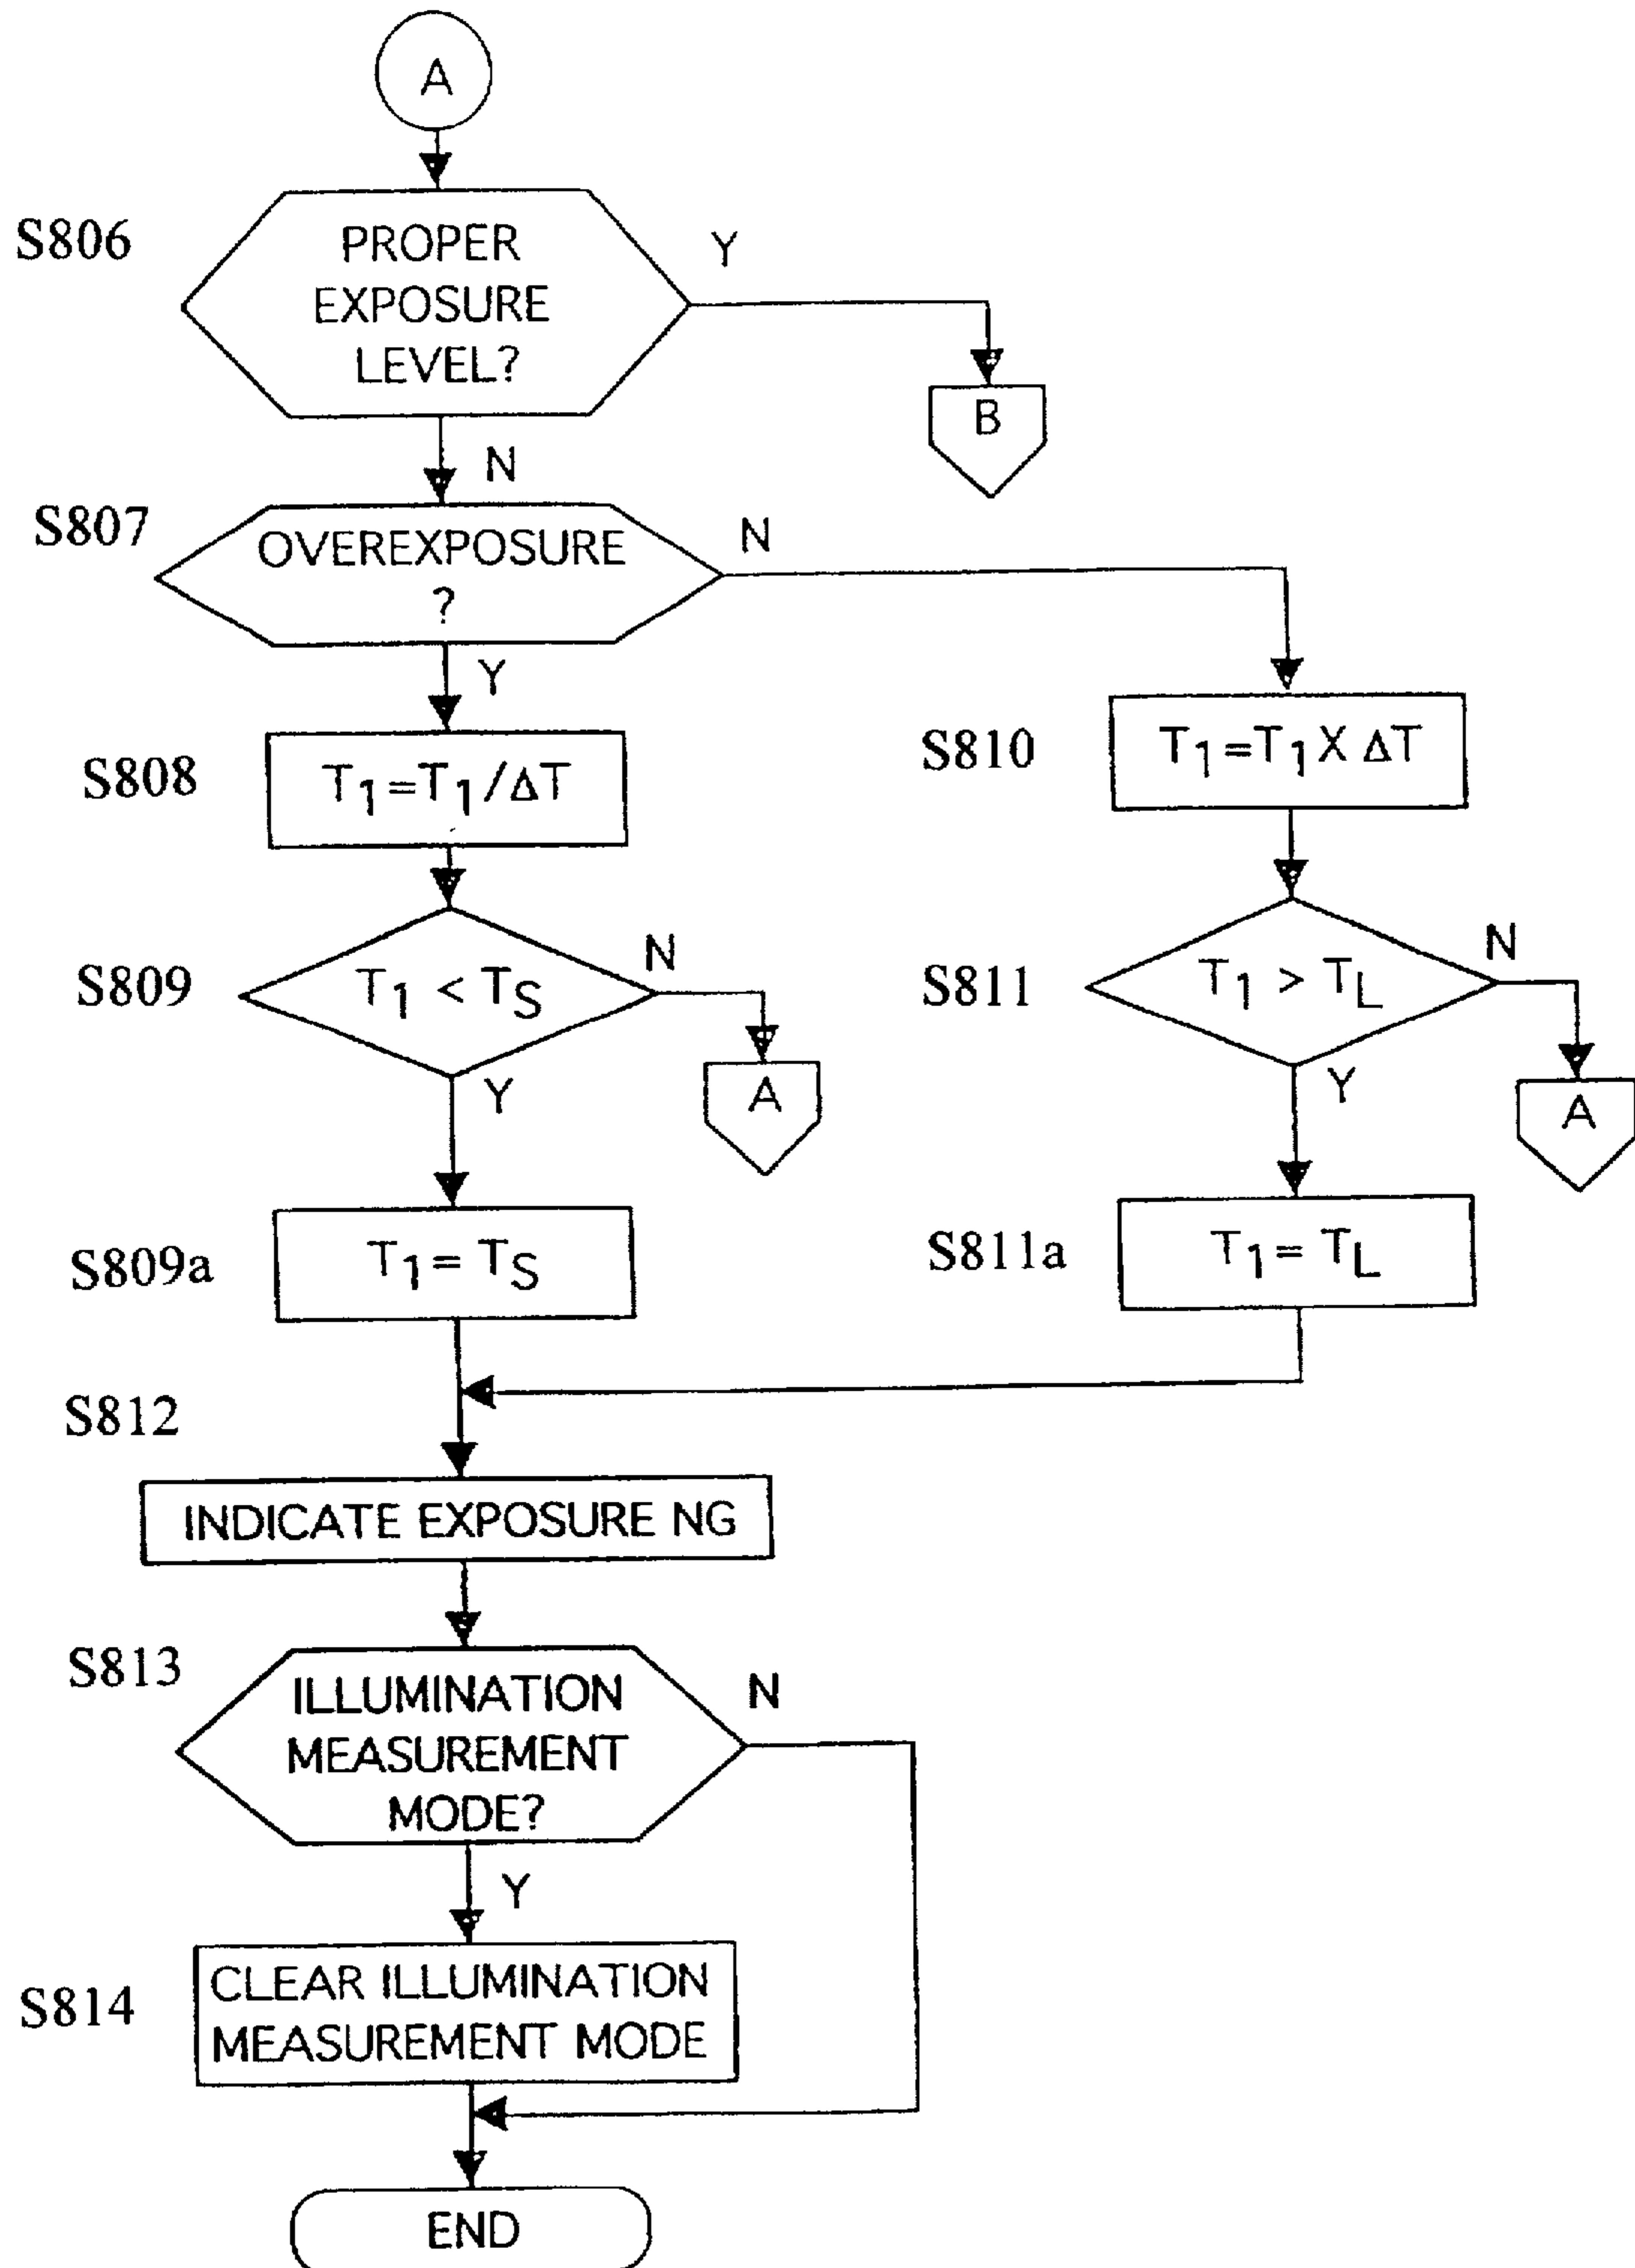 A
S806
PROPER
EXPOSURE
LEVEL?
Y
B
N
S807
OVEREXPOSURE
?
N
Y
S808
T1=T1/ΔT
S810
T1=T1 X ΔT
S809
T1 < TS
N
A
Y
S811
T1 > TL
N
A
Y
S809a
T1= TS
S811a
T1= TL
S812
INDICATE EXPOSURE NG
S813
ILLUMINATION
MEASUREMENT
MODE?
N
Y
S814
CLEAR ILLUMINATION
MEASUREMENT MODE
END